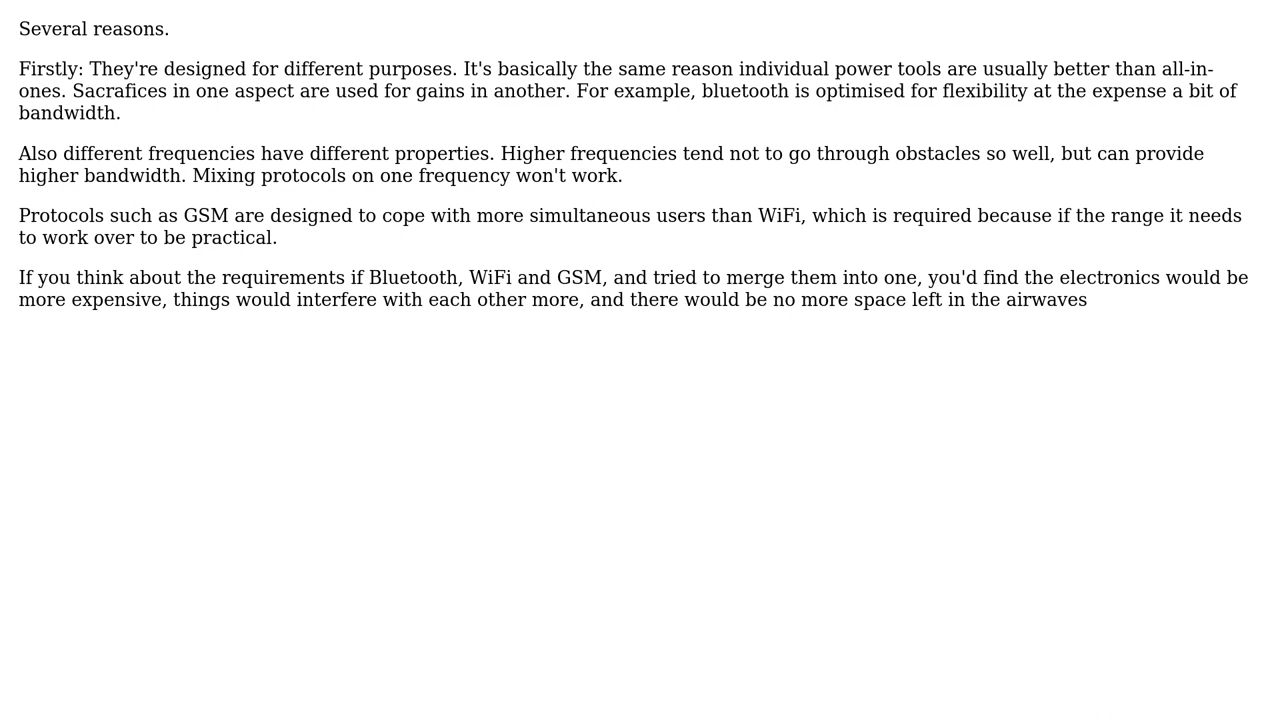 Several reasons.
Firstly: They're designed for different purposes. It's basically the same reason individual power tools are usually better than all-in-
ones. Sacrafices in one aspect are used for gains in another. For example, bluetooth is optimised for flexibility at the expense a bit of
bandwidth.
Also different frequencies have different properties. Higher frequencies tend not to go through obstacles so well, but can provide
higher bandwidth. Mixing protocols on one frequency won't work.
Protocols such as GSM are designed to cope with more simultaneous users than WiFi, which is required because if the range it needs
to work over to be practical.
If you think about the requirements if Bluetooth, WiFi and GSM, and tried to merge them into one, you'd find the electronics would be
more expensive, things would interfere with each other more, and there would be no more space left in the airwaves